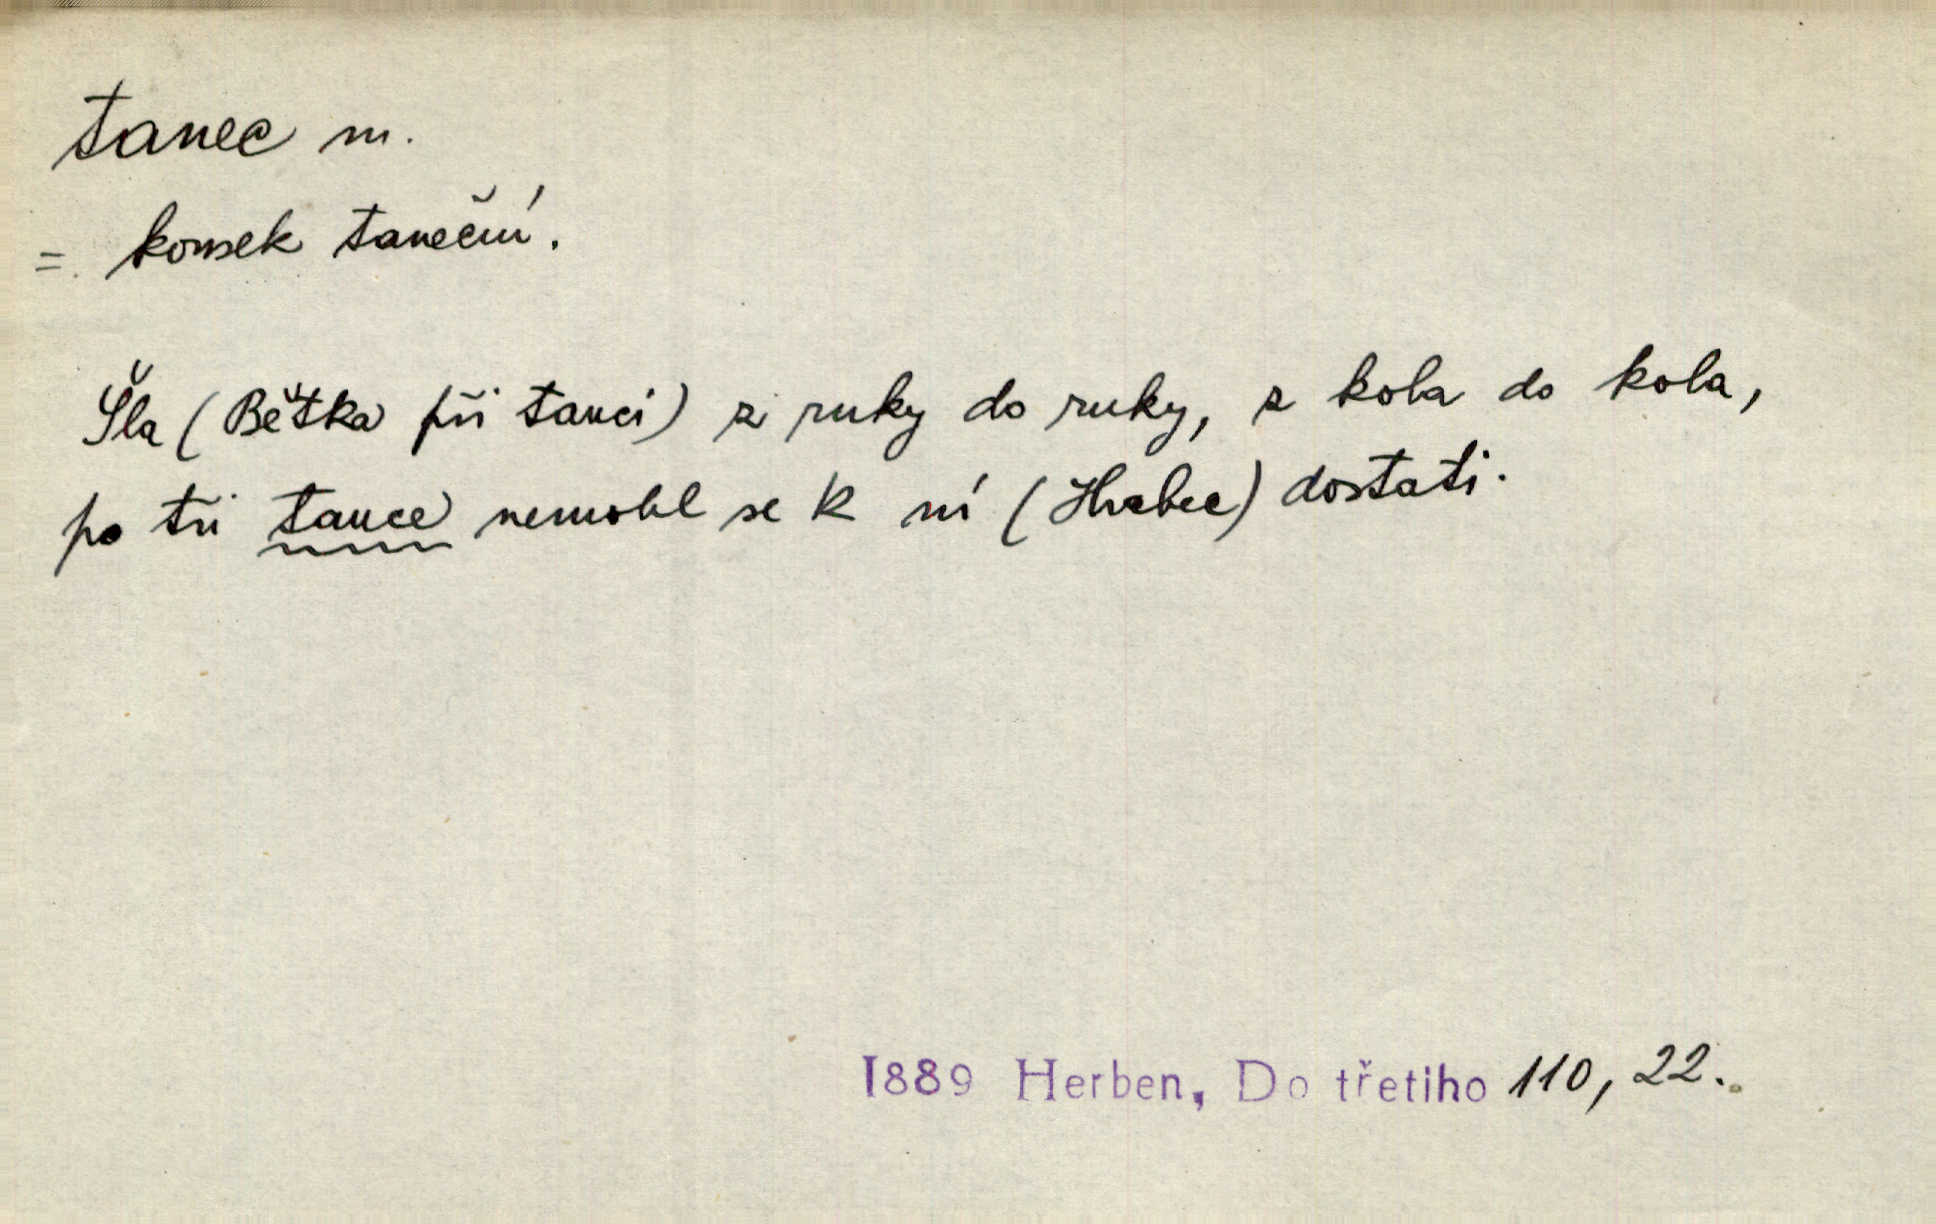 tanec m.
= kousek taneční.
Šla (Bětka při tanci) z ruky do ruky, z kola do kola,
po tři tance nemohl se k ní (Hrabec) dostati.
1889 Herben, Do třetiho 110, 22.